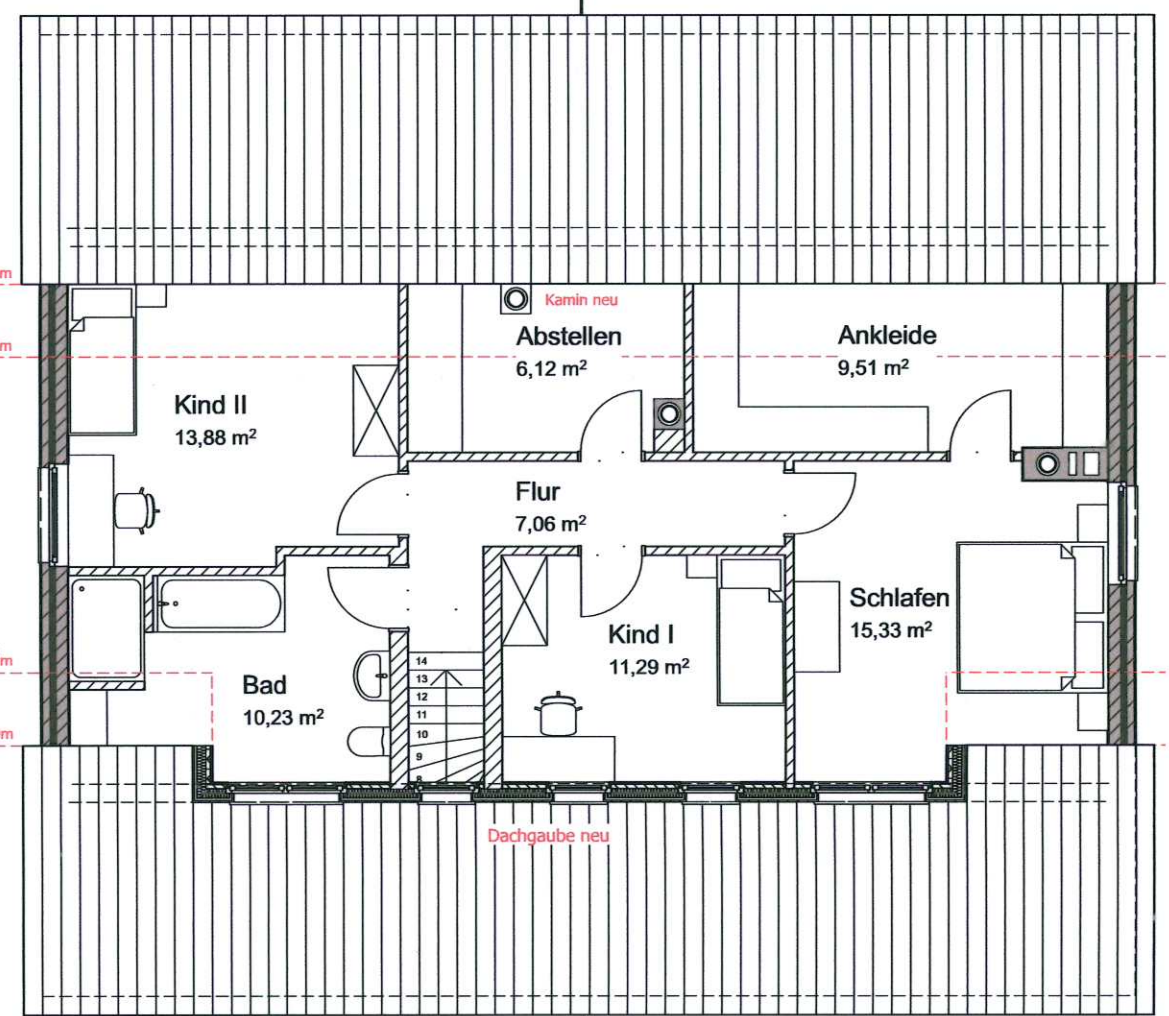 m
Kamin neu
Abstellen
6,12 m²
Ankleide
9,51 m²
m
Kind II
13,88 m²
Flur
7,06 m²
Schlafen
15,33 m²
Kind I
11,29 m²
m
Bad
10,23 m²
14
13
12
11
10
9
8
m
Dachgaube neu